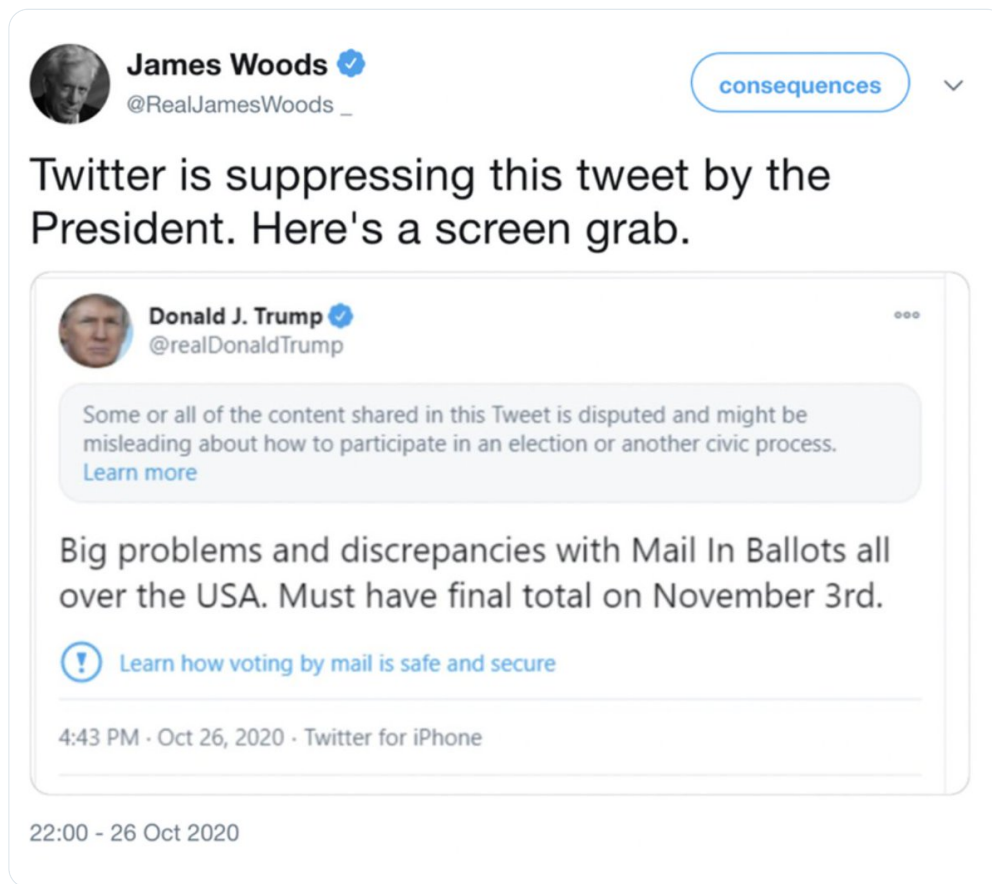 James Woods
@RealJamesWoods _
consequences
Twitter is suppressing this tweet by the
President. Here's a screen grab.
Donald J. Trump
@realDonaldTrump
Some or all of the content shared in this Tweet is disputed and might be
misleading about how to participate in an election or another civic process.
Learn more
Big problems and discrepancies with Mail In Ballots all
over the USA. Must have final total on November 3rd.
Learn how voting by mail is safe and secure
4:43 PM · Oct 26, 2020 · Twitter for iPhone
22:00 - 26 Oct 2020